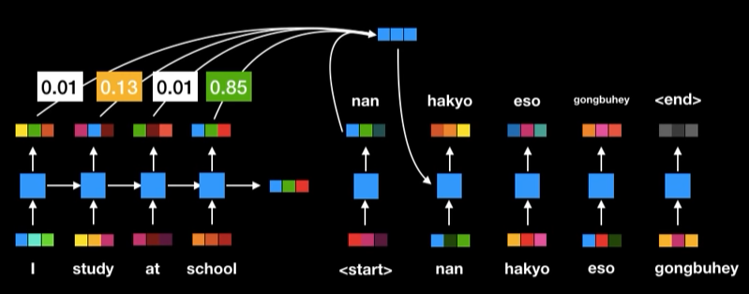 0.01 0.13 0.01 0.85
nan hakyo eso gongbuhey <end>
I study at school <start> nan hakyo eso gongbuhey